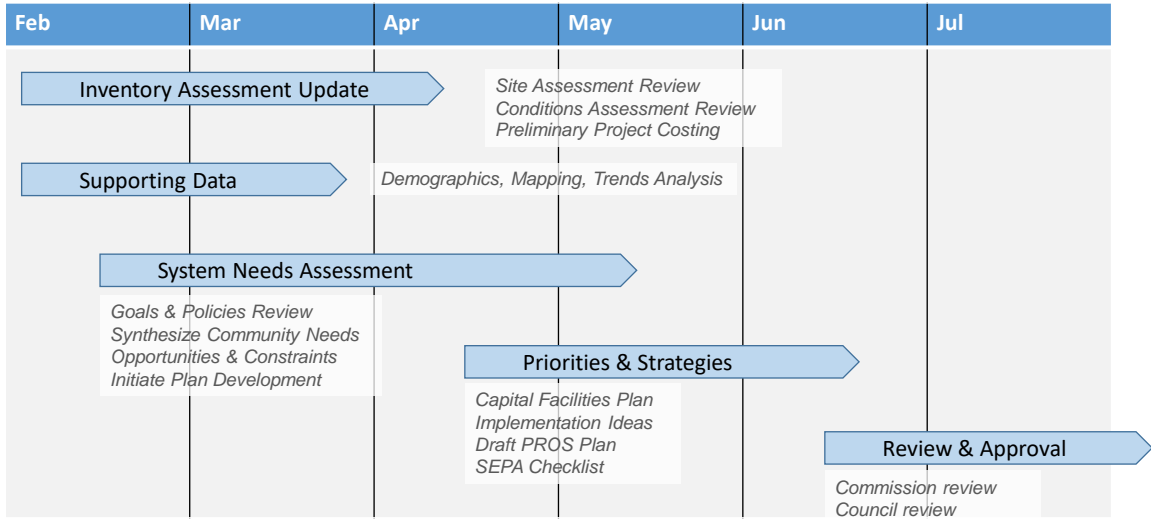 Feb Mar Apr May Jun Jul
Inventory Assessment Update
Site Assessment Review
Conditions Assessment Review
Preliminary Project Costing
Supporting Data
Demographics, Mapping, Trends Analysis
System Needs Assessment
Goals & Policies Review
Synthesize Community Needs
Opportunities & Constraints
Initiate Plan Development
Priorities & Strategies
Capital Facilities Plan
Implementation Ideas
Draft PROS Plan
SEPA Checklist
Review & Approval
Commission review
Council review